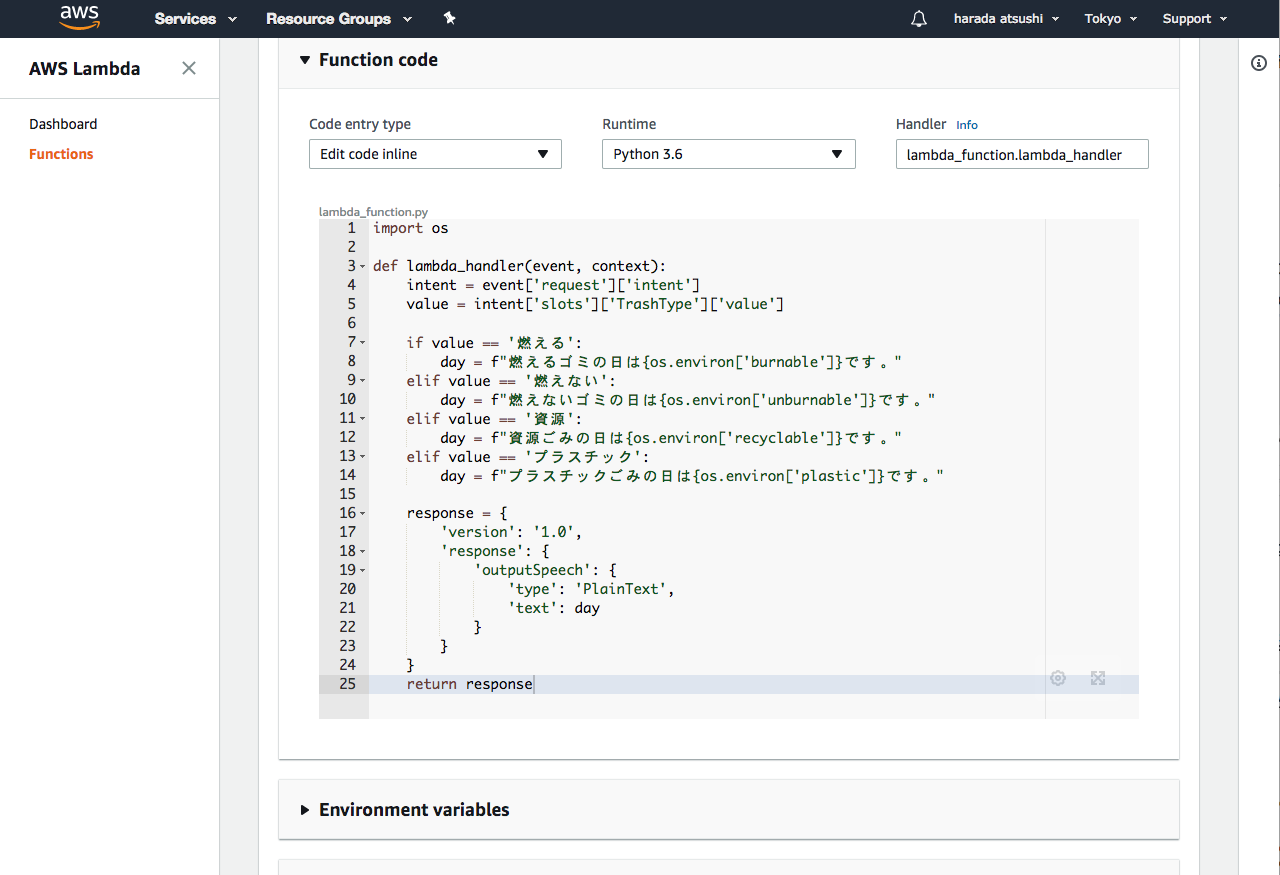 aws Services Resource Groups harada atsushi Tokyo Support
AWS Lambda
Dashboard
Functions
Function code
Code entry type Runtime Handler Info
Edit code inline Python 3.6 lambda_function.lambda_handler
lambda_function.py
1 import os
2
3 def lambda_handler(event, context):
4 intent = event['request']['intent']
5 value = intent['slots']['TrashType']['value']
6
7 if value == '燃える':
8 day = f"燃えるゴミの日は{os.environ['burnable']}です。"
9 elif value == '燃えない':
10 day = f"燃えないゴミの日は{os.environ['unburnable']}です。"
11 elif value == '資源':
12 day = f"資源ごみの日は{os.environ['recyclable']}です。"
13 elif value == 'プラスチック':
14 day = f"プラスチックごみの日は{os.environ['plastic']}です。"
15
16 response = {
17 'version': '1.0',
18 'response': {
19 'outputSpeech': {
20 'type': 'PlainText',
21 'text': day
22 }
23 }
24 }
25 return response
Environment variables